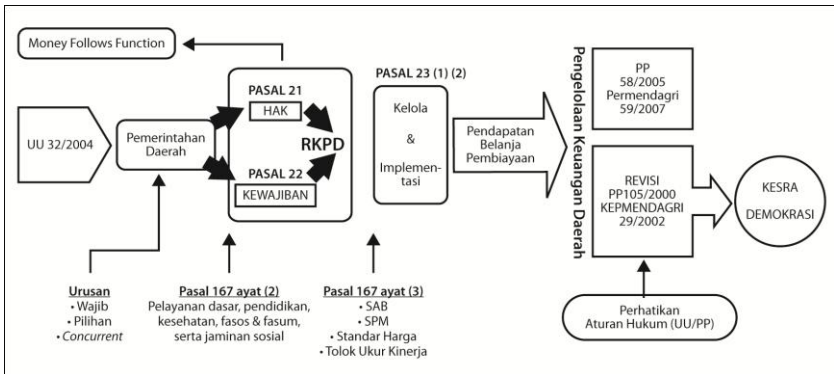 Money Follows Function
UU 32/2004
Pemerintahan
Daerah
PASAL 21
HAK
RKPD
PASAL 22
KEWAJIBAN
PASAL 23 (1) (2)
Kelola
&
Implemen-
tasi
Pendapatan
Belanja
Pembiayaan
Pengelolaan Keuangan Daerah
PP
58/2005
Permendagri
59/2007
REVISI
PP105/2000
KEPMENDAGRI
29/2002
KESRA
DEMOKRASI
Urusan
• Wajib
• Pilihan
• Concurrent
Pasal 167 ayat (2)
Pelayanan dasar, pendidikan,
kesehatan, fasos & fasum,
serta jaminan sosial
Pasal 167 ayat (3)
• SAB
• SPM
• Standar Harga
• Tolok Ukur Kinerja
Perhatikan
Aturan Hukum (UU/PP)